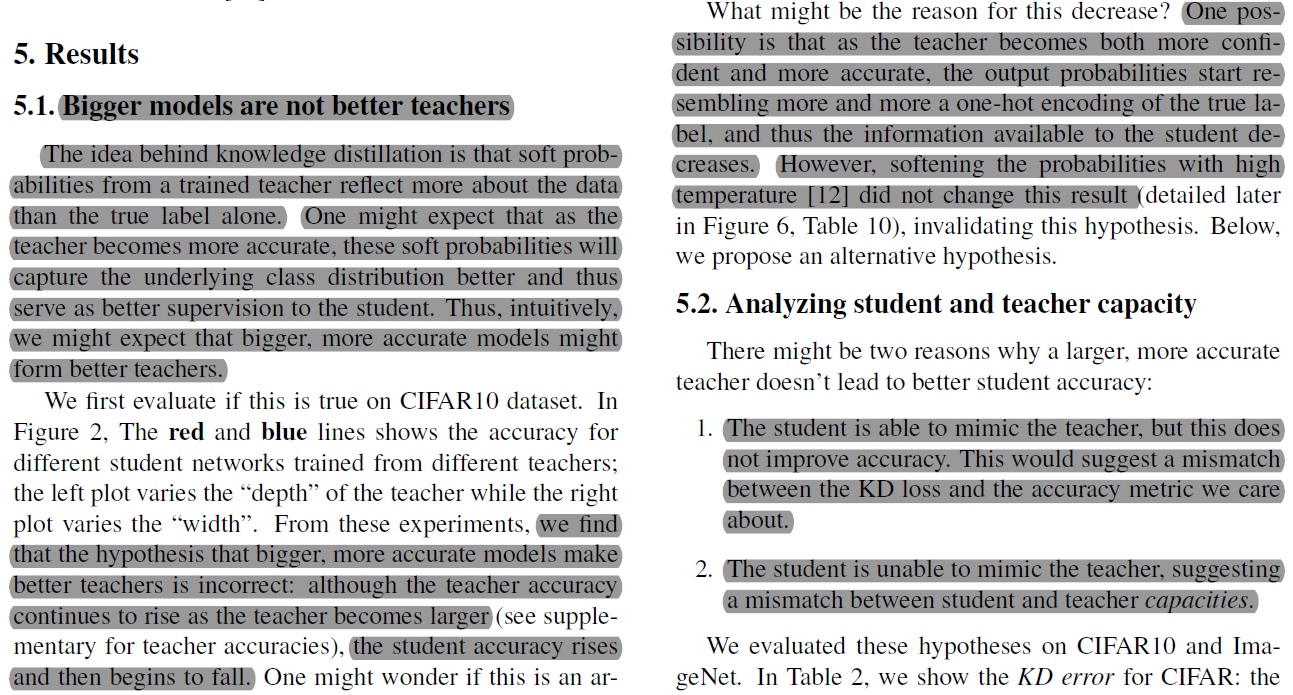 5. Results
5.1. Bigger models are not better teachers
The idea behind knowledge distillation is that soft prob-
abilities from a trained teacher reflect more about the data
than the true label alone. One might expect that as the
teacher becomes more accurate, these soft probabilities will
capture the underlying class distribution better and thus
serve as better supervision to the student. Thus, intuitively,
we might expect that bigger, more accurate models might
form better teachers.
We first evaluate if this is true on CIFAR10 dataset. In
Figure 2, The red and blue lines shows the accuracy for
different student networks trained from different teachers;
the left plot varies the “depth” of the teacher while the right
plot varies the “width”. From these experiments, we find
that the hypothesis that bigger, more accurate models make
better teachers is incorrect: although the teacher accuracy
continues to rise as the teacher becomes larger (see supple-
mentary for teacher accuracies), the student accuracy rises
and then begins to fall. One might wonder if this is an ar-
What might be the reason for this decrease? One pos-
sibility is that as the teacher becomes both more confi-
dent and more accurate, the output probabilities start re-
sembling more and more a one-hot encoding of the true la-
bel, and thus the information available to the student de-
creases. However, softening the probabilities with high
temperature [12] did not change this result (detailed later
in Figure 6, Table 10), invalidating this hypothesis. Below,
we propose an alternative hypothesis.
5.2. Analyzing student and teacher capacity
There might be two reasons why a larger, more accurate
teacher doesn’t lead to better student accuracy:
1. The student is able to mimic the teacher, but this does
not improve accuracy. This would suggest a mismatch
between the KD loss and the accuracy metric we care
about.
2. The student is unable to mimic the teacher, suggesting
a mismatch between student and teacher capacities.
We evaluated these hypotheses on CIFAR10 and Ima-
geNet. In Table 2, we show the KD error for CIFAR: the